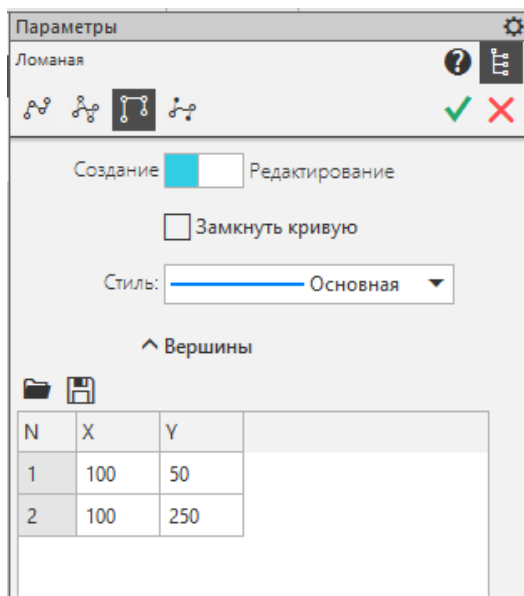 Параметры
Ломаная
Создание Редактирование
Замкнуть кривую
Стиль: Основная
Вершины
N X Y
1 100 50
2 100 250